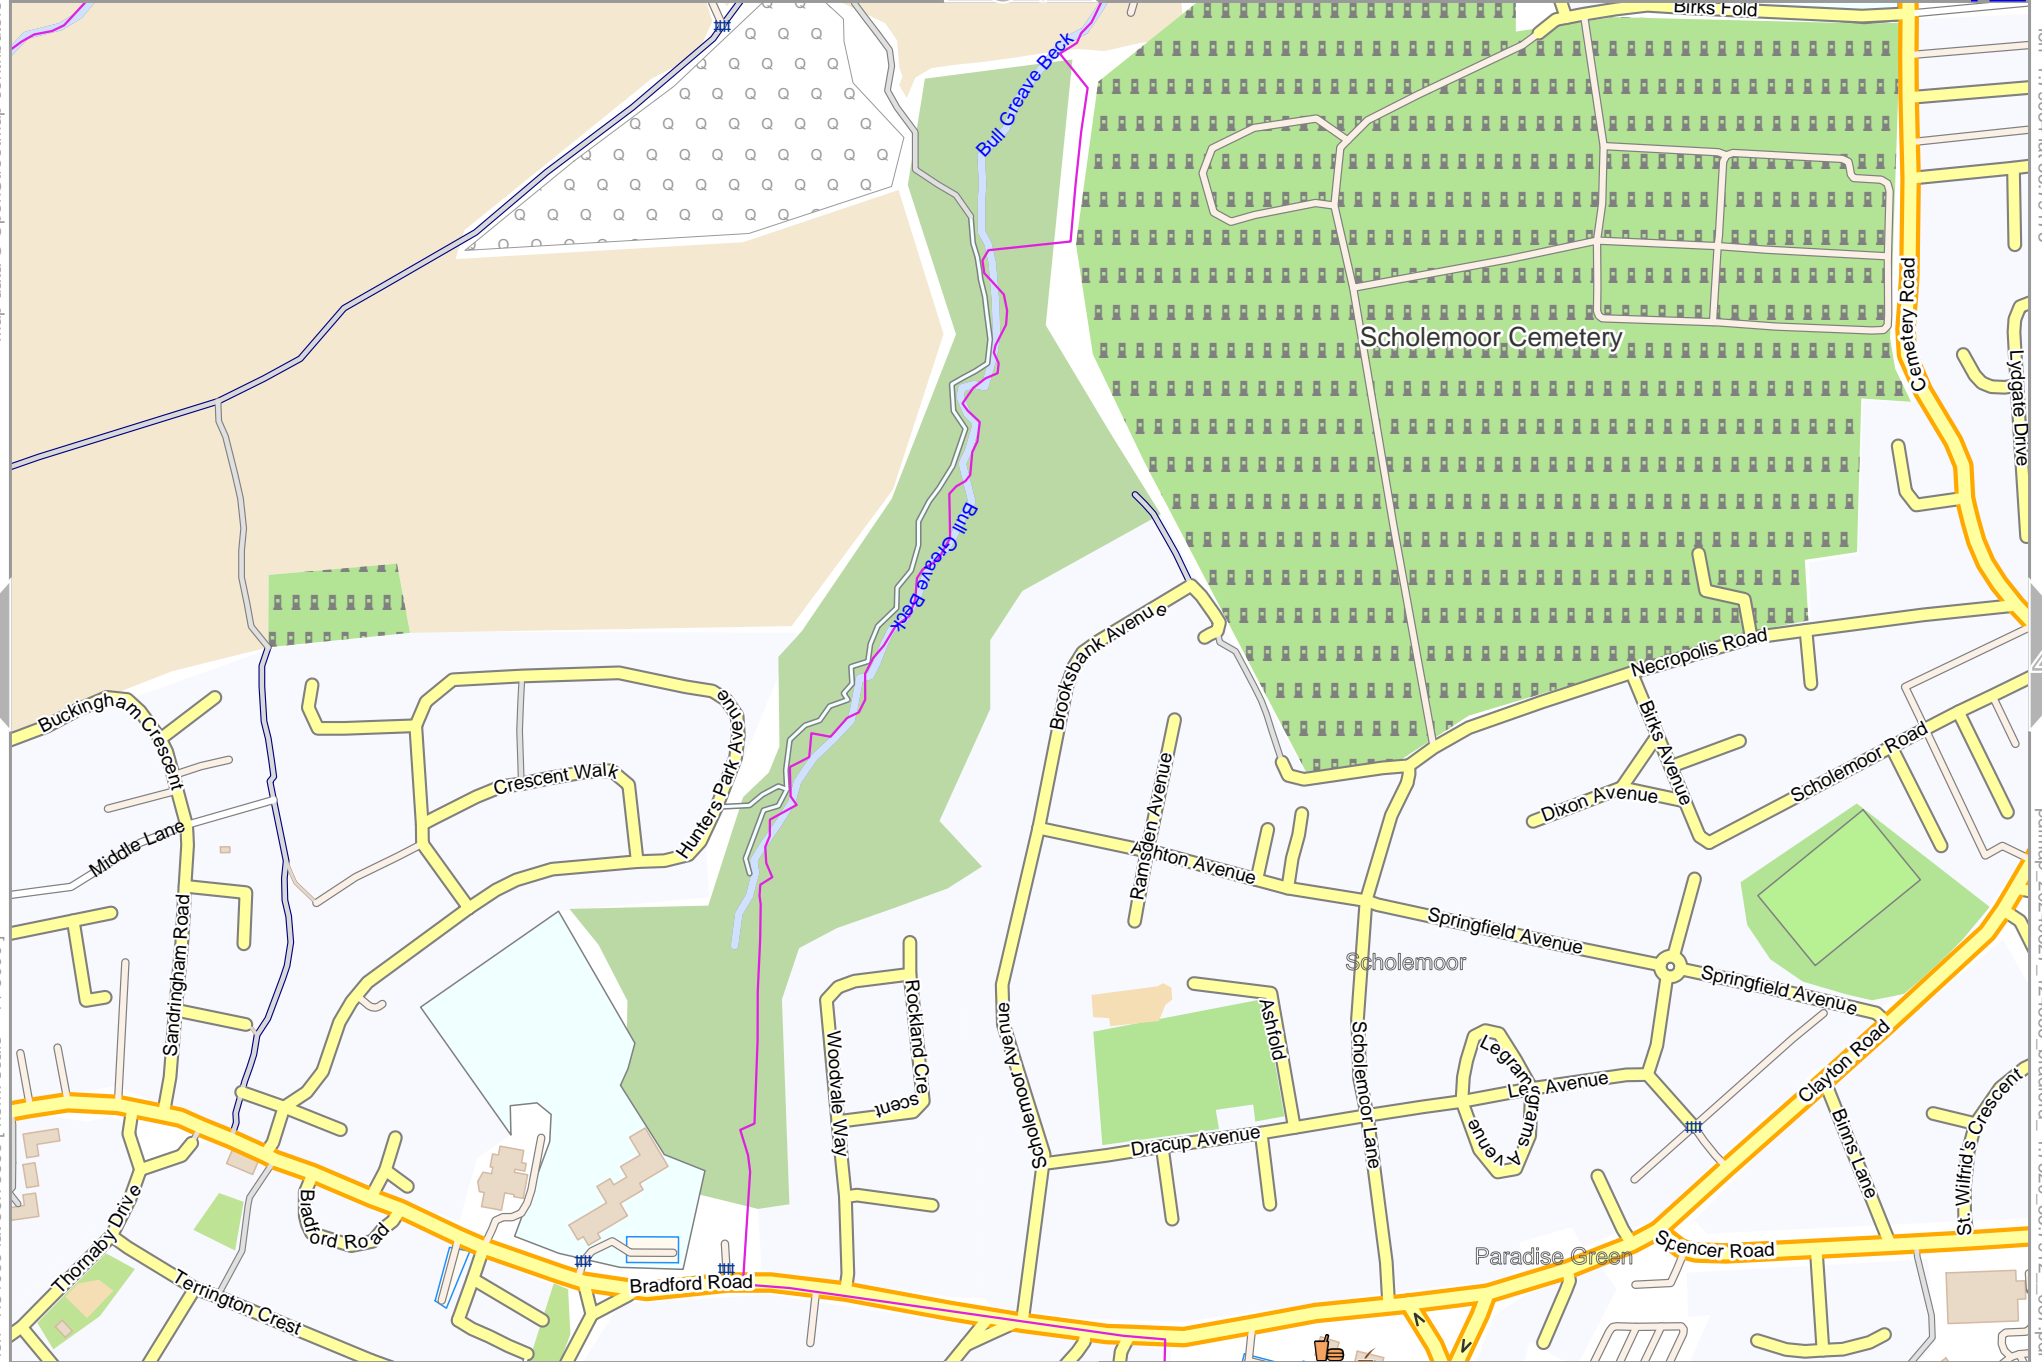 Birks Fold
Bull Greave Beck
Cemetery Road
Scholemoor Cemetery
Lydgate Drive
Bull Greave Beck
Brooksbank Avenue
Necropolis Road
Buckingham Crescent
Hunters Park Avenue
Birks Avenue
Crescent Walk
Scholemoor Road
Ramsden Avenue
Dixon Avenue
Middle Lane
Ashton Avenue
Springfield Avenue
Sandringham Road
Scholemoor
Springfield Avenue
Rockland Crescent
Woodvale Way
Scholemoor Avenue
Ashfold
Scholemoor Lane
Legrams Avenue
Legrams Avenue
Clayton Road
Dracup Avenue
Binns Lane
St. Wilfrid's Crescent
Thornaby Drive
Bradford Road
Spencer Road
Paradise Green
Terrington Crest
Bradford Road